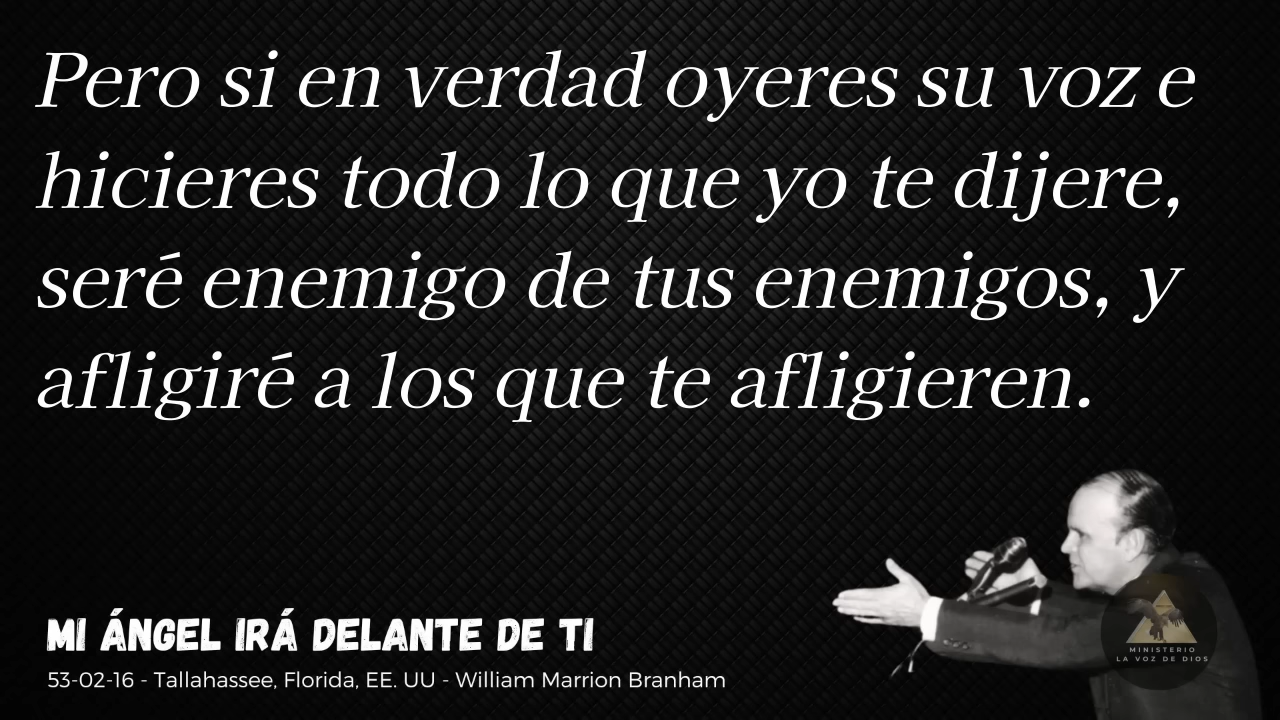 Pero si en verdad oyeres su voz e
hicieres todo lo que yo te dijere,
seré enemigo de tus enemigos, y
afligiré a los que te afligieren.
MI ÁNGEL IRÁ DELANTE DE TI
53-02-16 - Tallahassee, Florida, EE. UU - William Marrion Branham
MINISTERIO
LA VOZ DE DIOS